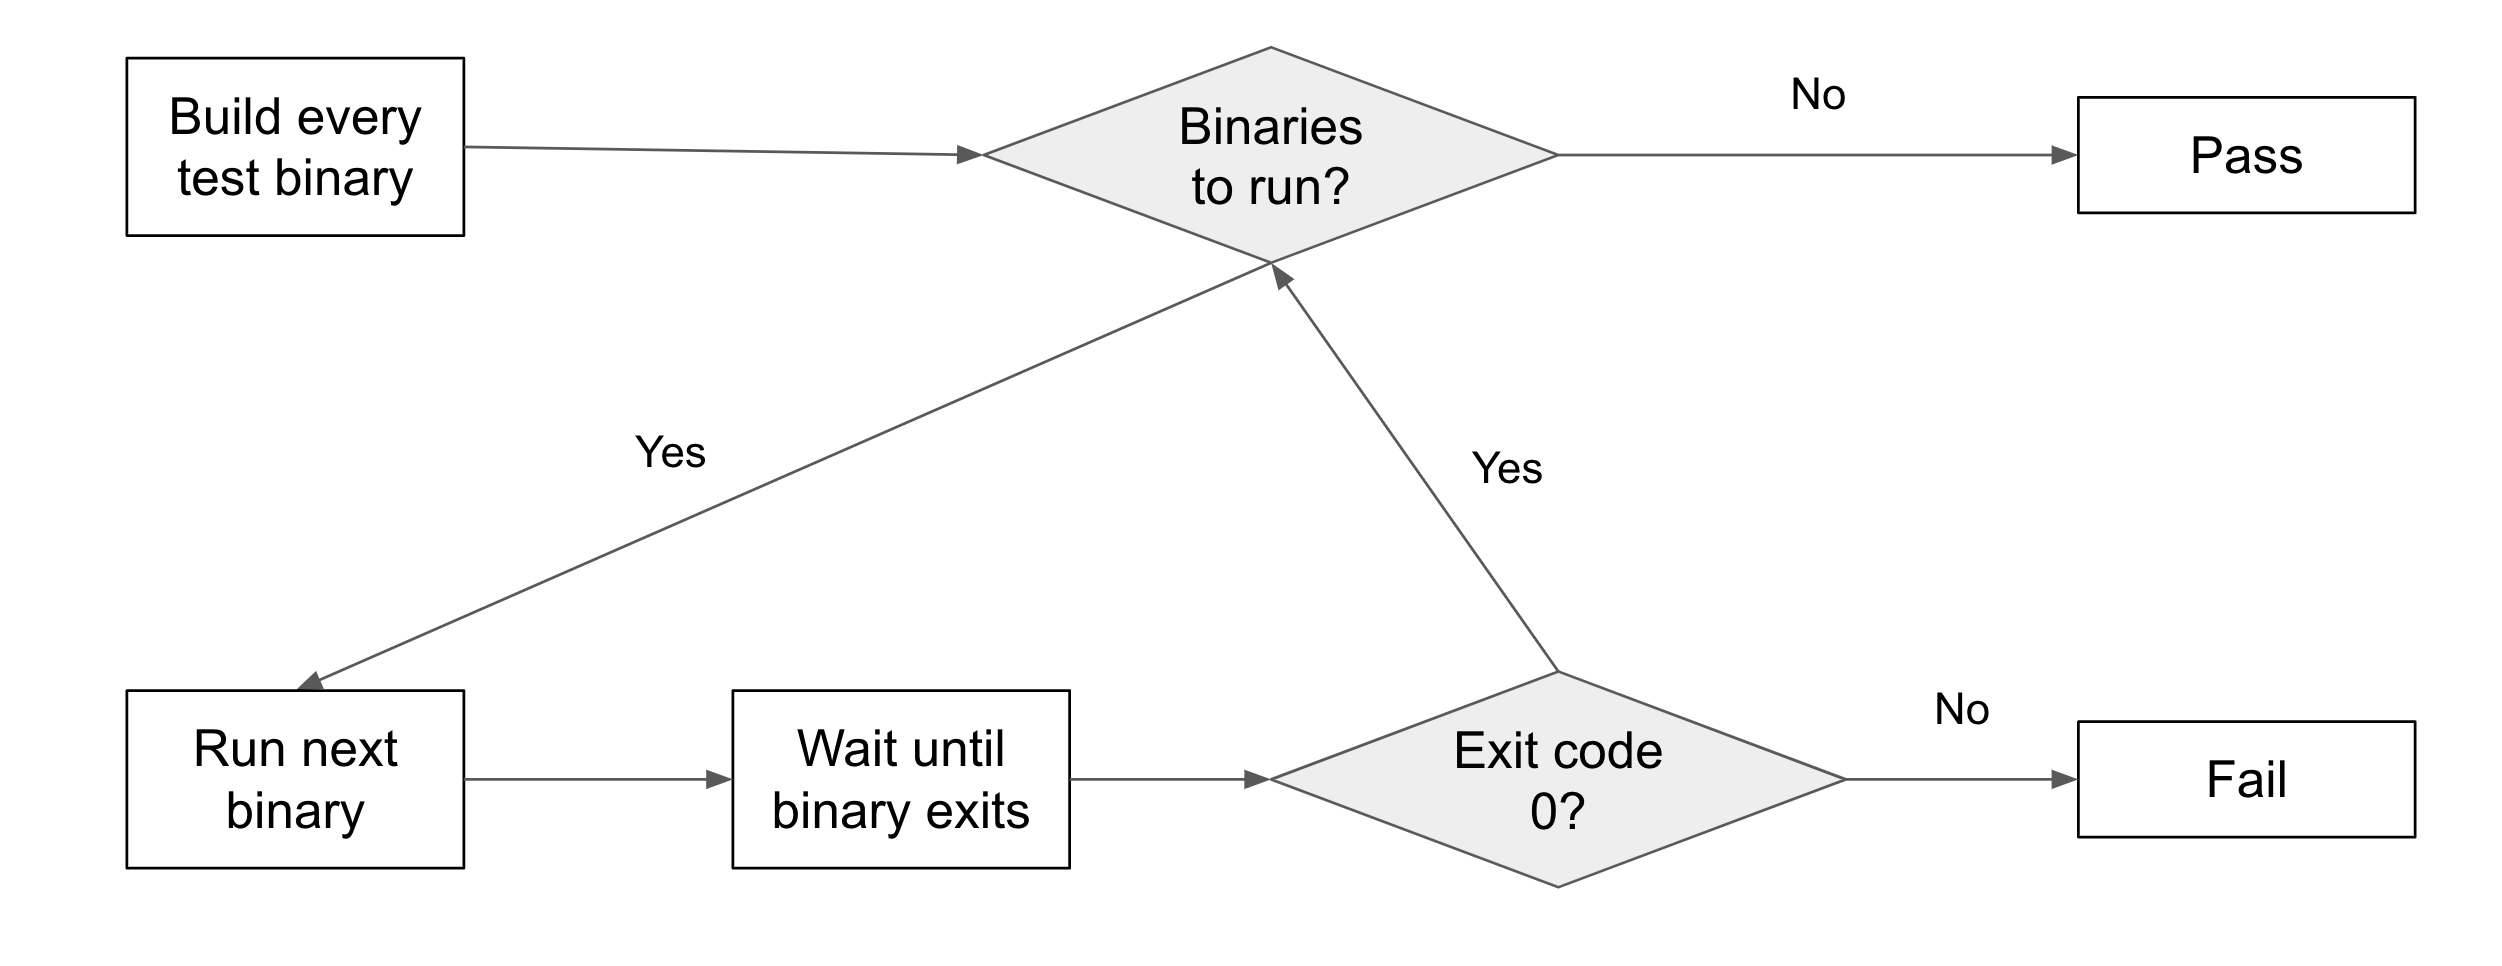 Build every
test binary
Binaries
to run?
No
Pass
Yes
Yes
Run next
binary
Wait until
binary exits
Exit code
0?
No
Fail